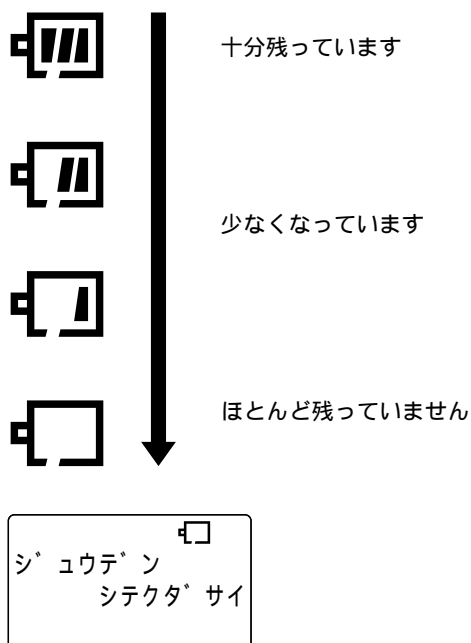 十分残っています
少なくなっています
ほとんど残っていません
シ゛ュウテ゛ン
シテクタ゛サイ